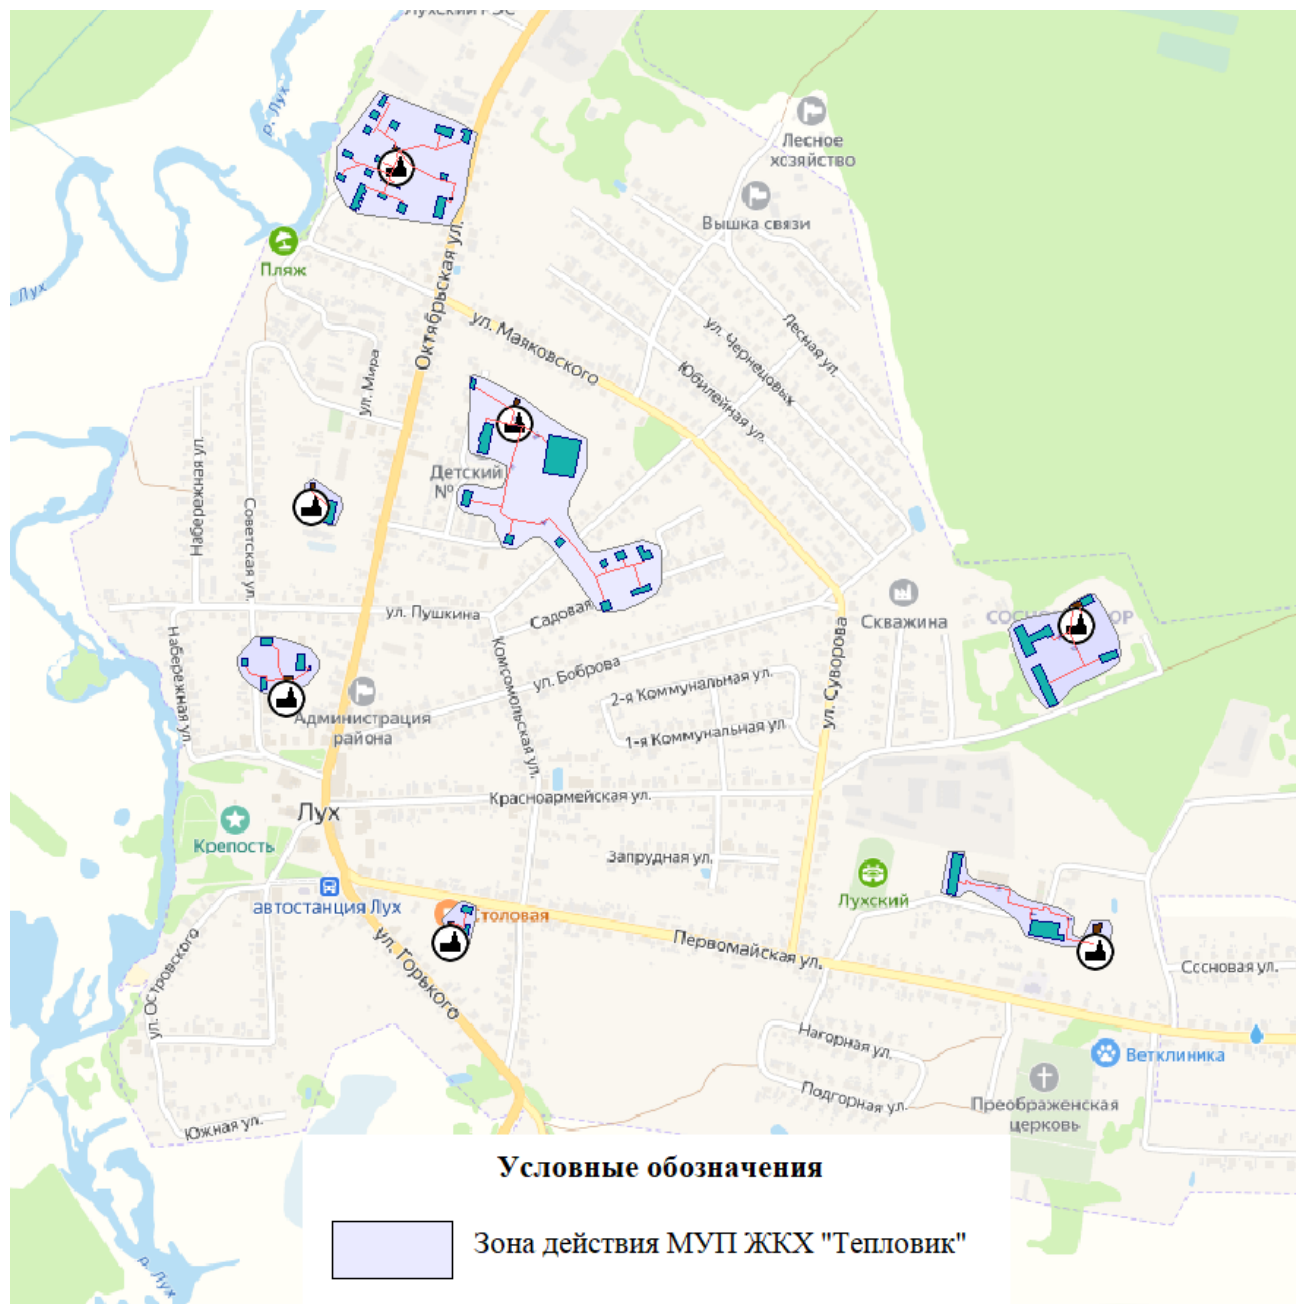 Лухский РЭС
р. Лух
Лесное
хозяйство
Вышка связи
Пляж
Лух
Октябрьская ул.
ул. Маяковского
ул. Мира
Лесная ул.
ул. Чернецовых
Юбилейная ул.
Набережная ул.
Советская ул.
Детский
№
ул. Пушкина
Садовая
Скважина
Набережная ул.
Комсомольская ул.
ул. Боброва
2-я Коммунальная ул.
1-я Коммунальная ул.
ул. Суворова
Администрация
района
Красноармейская ул.
Лух
Крепость
Запрудная ул.
Лухский
автостанция Лух
Столовая
ул. Горького
Первомайская ул.
ул. Островского
Сссновая ул.
Нагорная ул.
Ветклиника
Подгорная ул.
Преображенская
церковь
Южная ул.
р. Лух
Условные обозначения
Зона действия МУП ЖКХ "Тепловик"